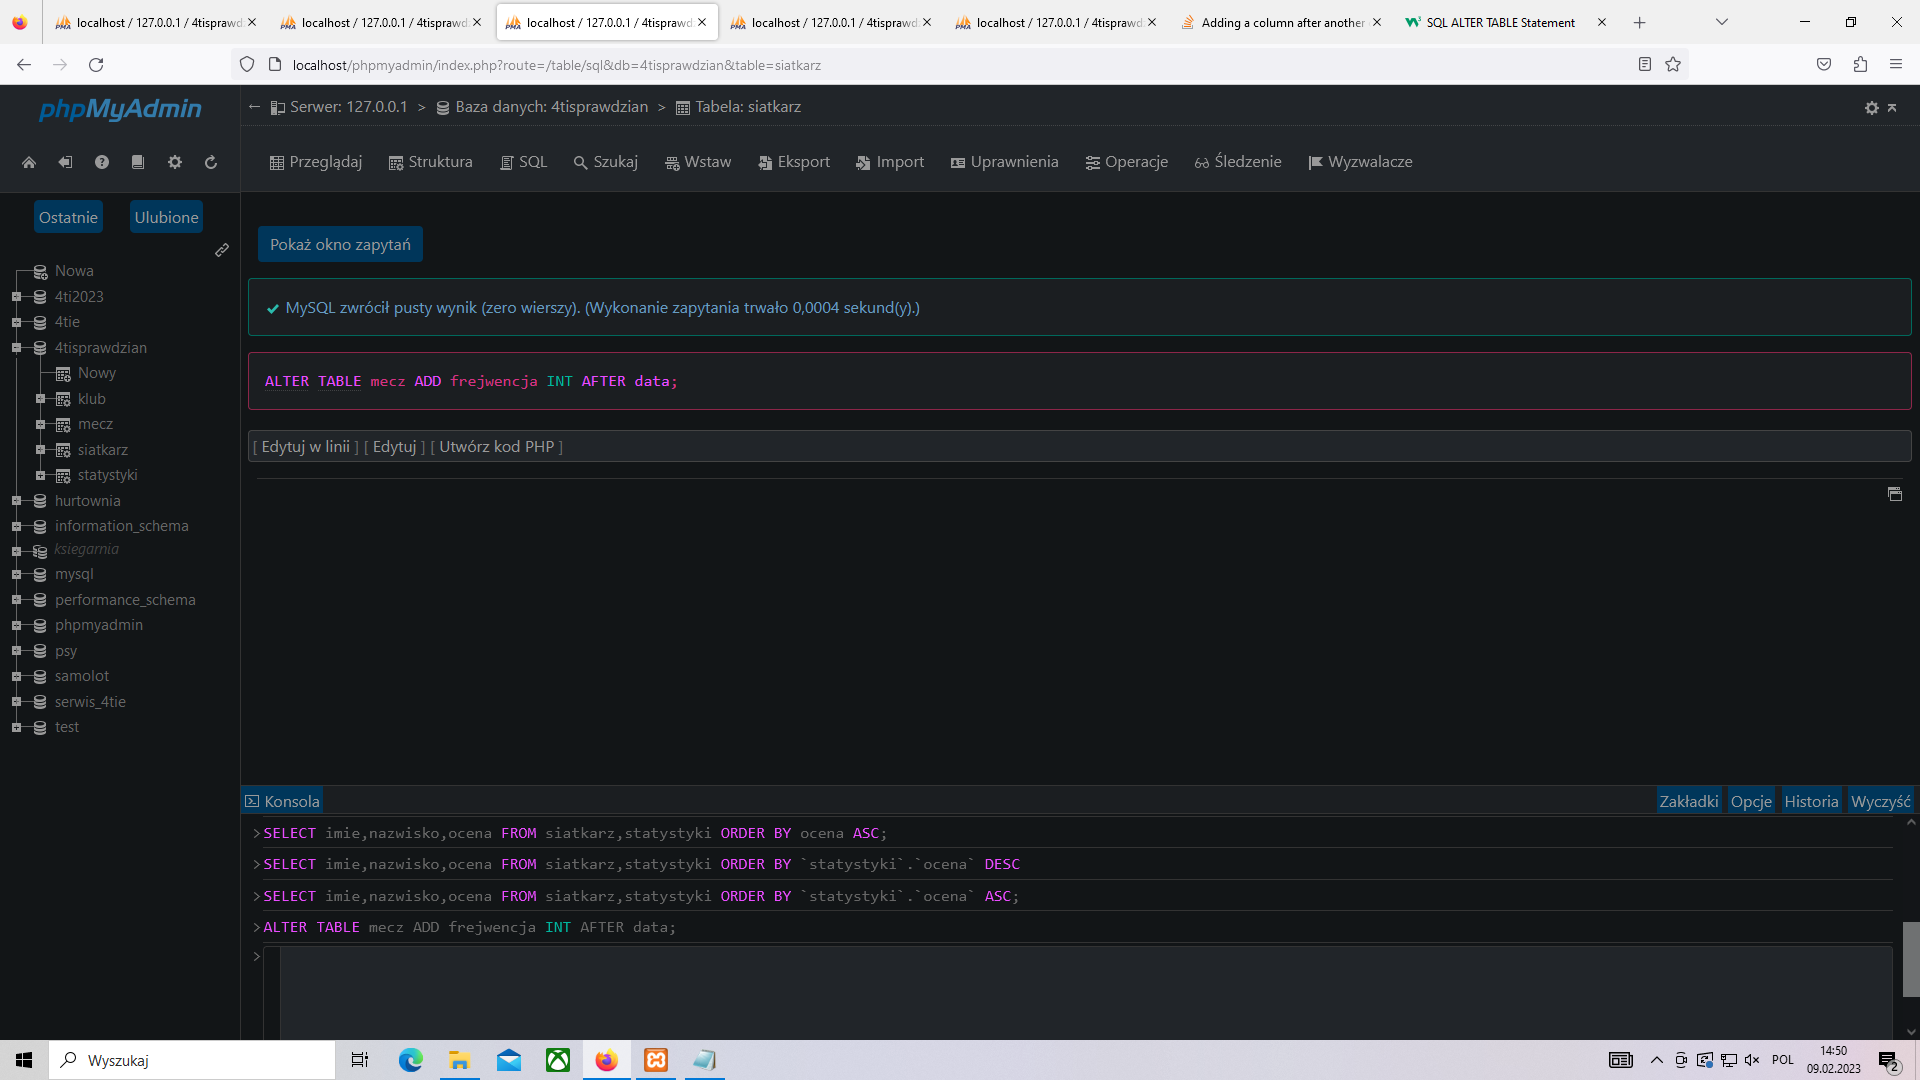 localhost / 127.0.0.1 / 4tisprawdz
localhost / 127.0.0.1 / 4tisprawdz
localhost / 127.0.0.1 / 4tisprawdz
localhost / 127.0.0.1 / 4tisprawdz
localhost / 127.0.0.1 / 4tisprawdz
Adding a column after another
SQL ALTER TABLE Statement
localhost/phpmyadmin/index.php?route=/table/sql&db=4tisprawdzian&table=siatkarz
phpMyAdmin
Serwer: 127.0.0.1 > Baza danych: 4tisprawdzian > Tabela: siatkarz
Przeglądaj Struktura SQL Szukaj Wstaw Eksport Import Uprawnienia Operacje Śledzenie Wyzwalacze
Ostatnie Ulubione
Nowa
4ti2023
4tie
4tisprawdzian
Nowy
klub
mecz
siatkarz
statystyki
hurtownia
information_schema
ksiegarnia
mysql
performance_schema
phpmyadmin
psy
samolot
serwis_4tie
test
Pokaż okno zapytań
MySQL zwrócił pusty wynik (zero wierszy). (Wykonanie zapytania trwało 0,0004 sekund(y).)
ALTER TABLE mecz ADD frejwencja INT AFTER data;
[ Edytuj w linii ] [ Edytuj ] [ Utwórz kod PHP ]
Konsola
Zakładki Opcje Historia Wyczyść
>SELECT imie,nazwisko,ocena FROM siatkarz,statystyki ORDER BY ocena ASC;
>SELECT imie,nazwisko,ocena FROM siatkarz,statystyki ORDER BY `statystyki`.`ocena` DESC
>SELECT imie,nazwisko,ocena FROM siatkarz,statystyki ORDER BY `statystyki`.`ocena` ASC;
>ALTER TABLE mecz ADD frejwencja INT AFTER data;
>
Wyszukaj
POL
14:50
09.02.2023
2